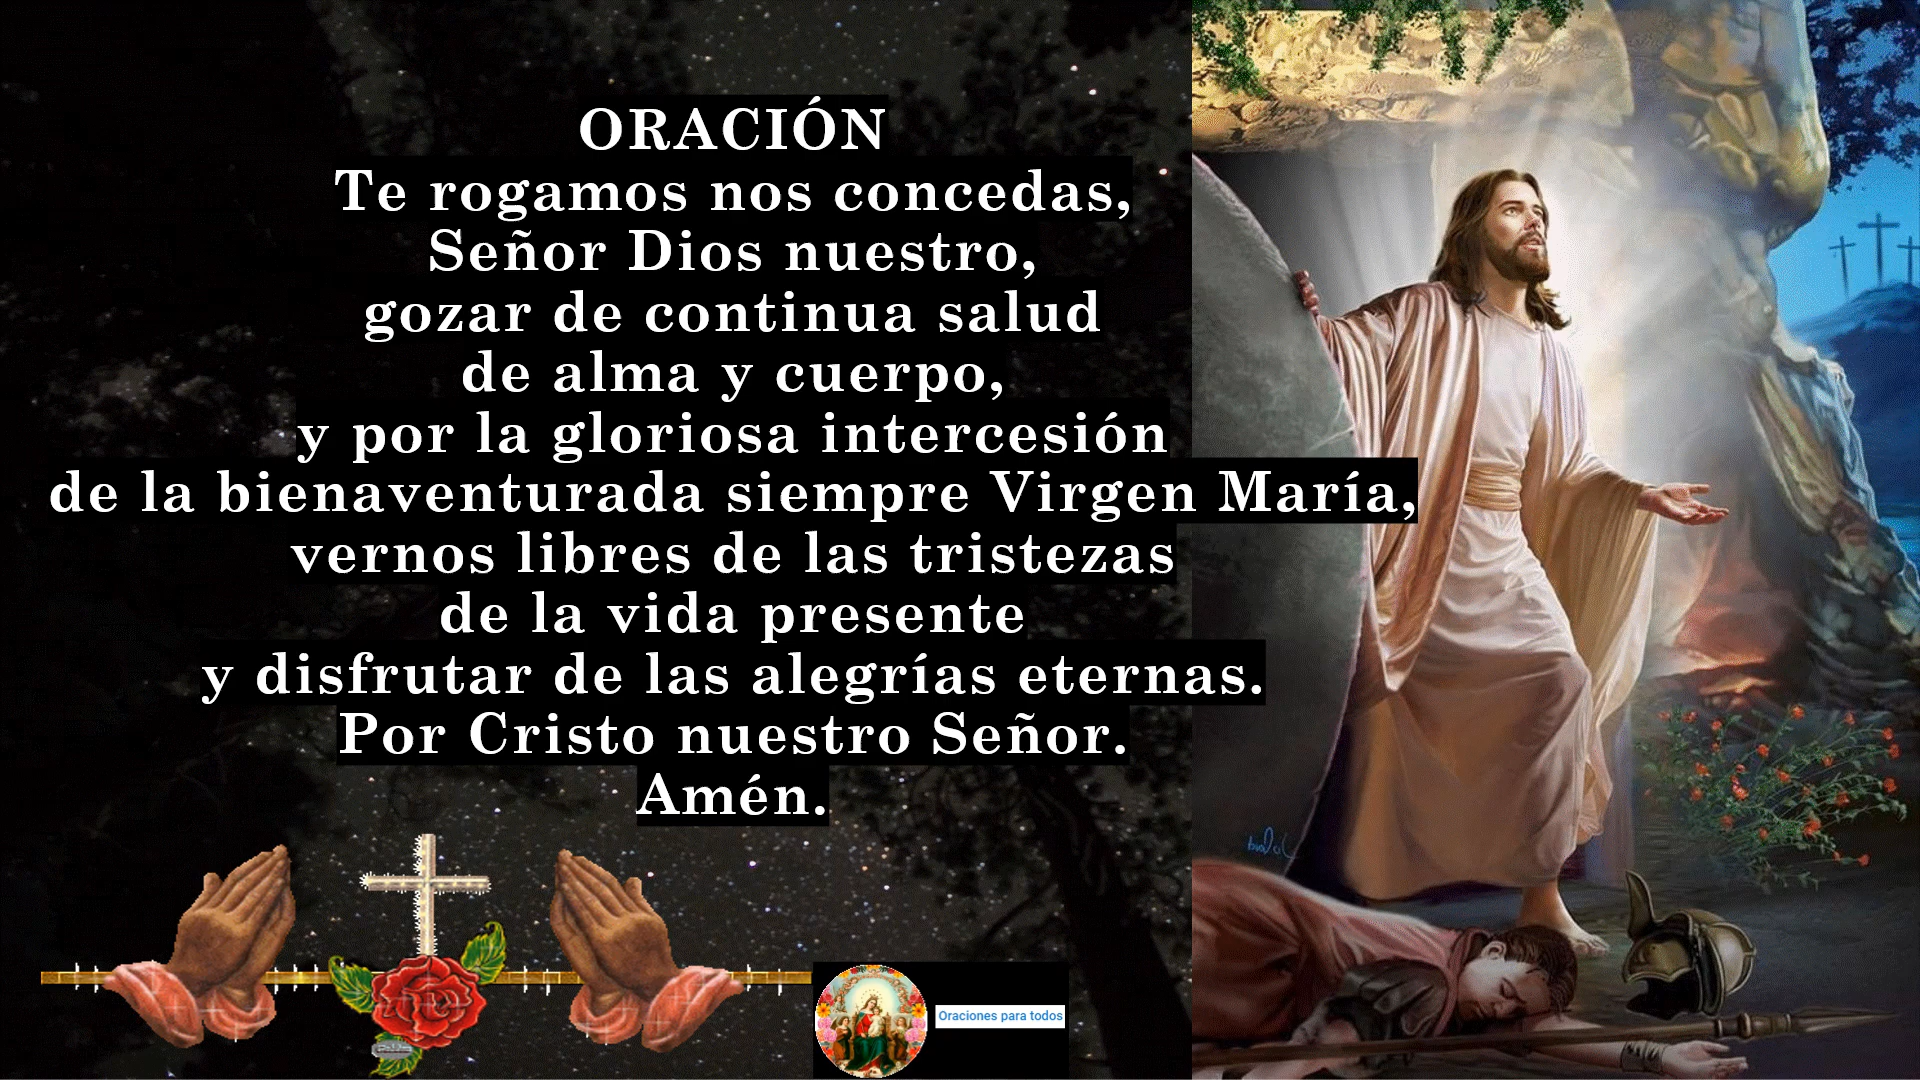 ORACIÓN
Te rogamos nos concedas,
Señor Dios nuestro,
gozar de continua salud
de alma y cuerpo,
y por la gloriosa intercesión
de la bienaventurada siempre Virgen María,
vernos libres de las tristezas
de la vida presente
y disfrutar de las alegrías eternas.
Por Cristo nuestro Señor.
Amén.
Oraciones para todos